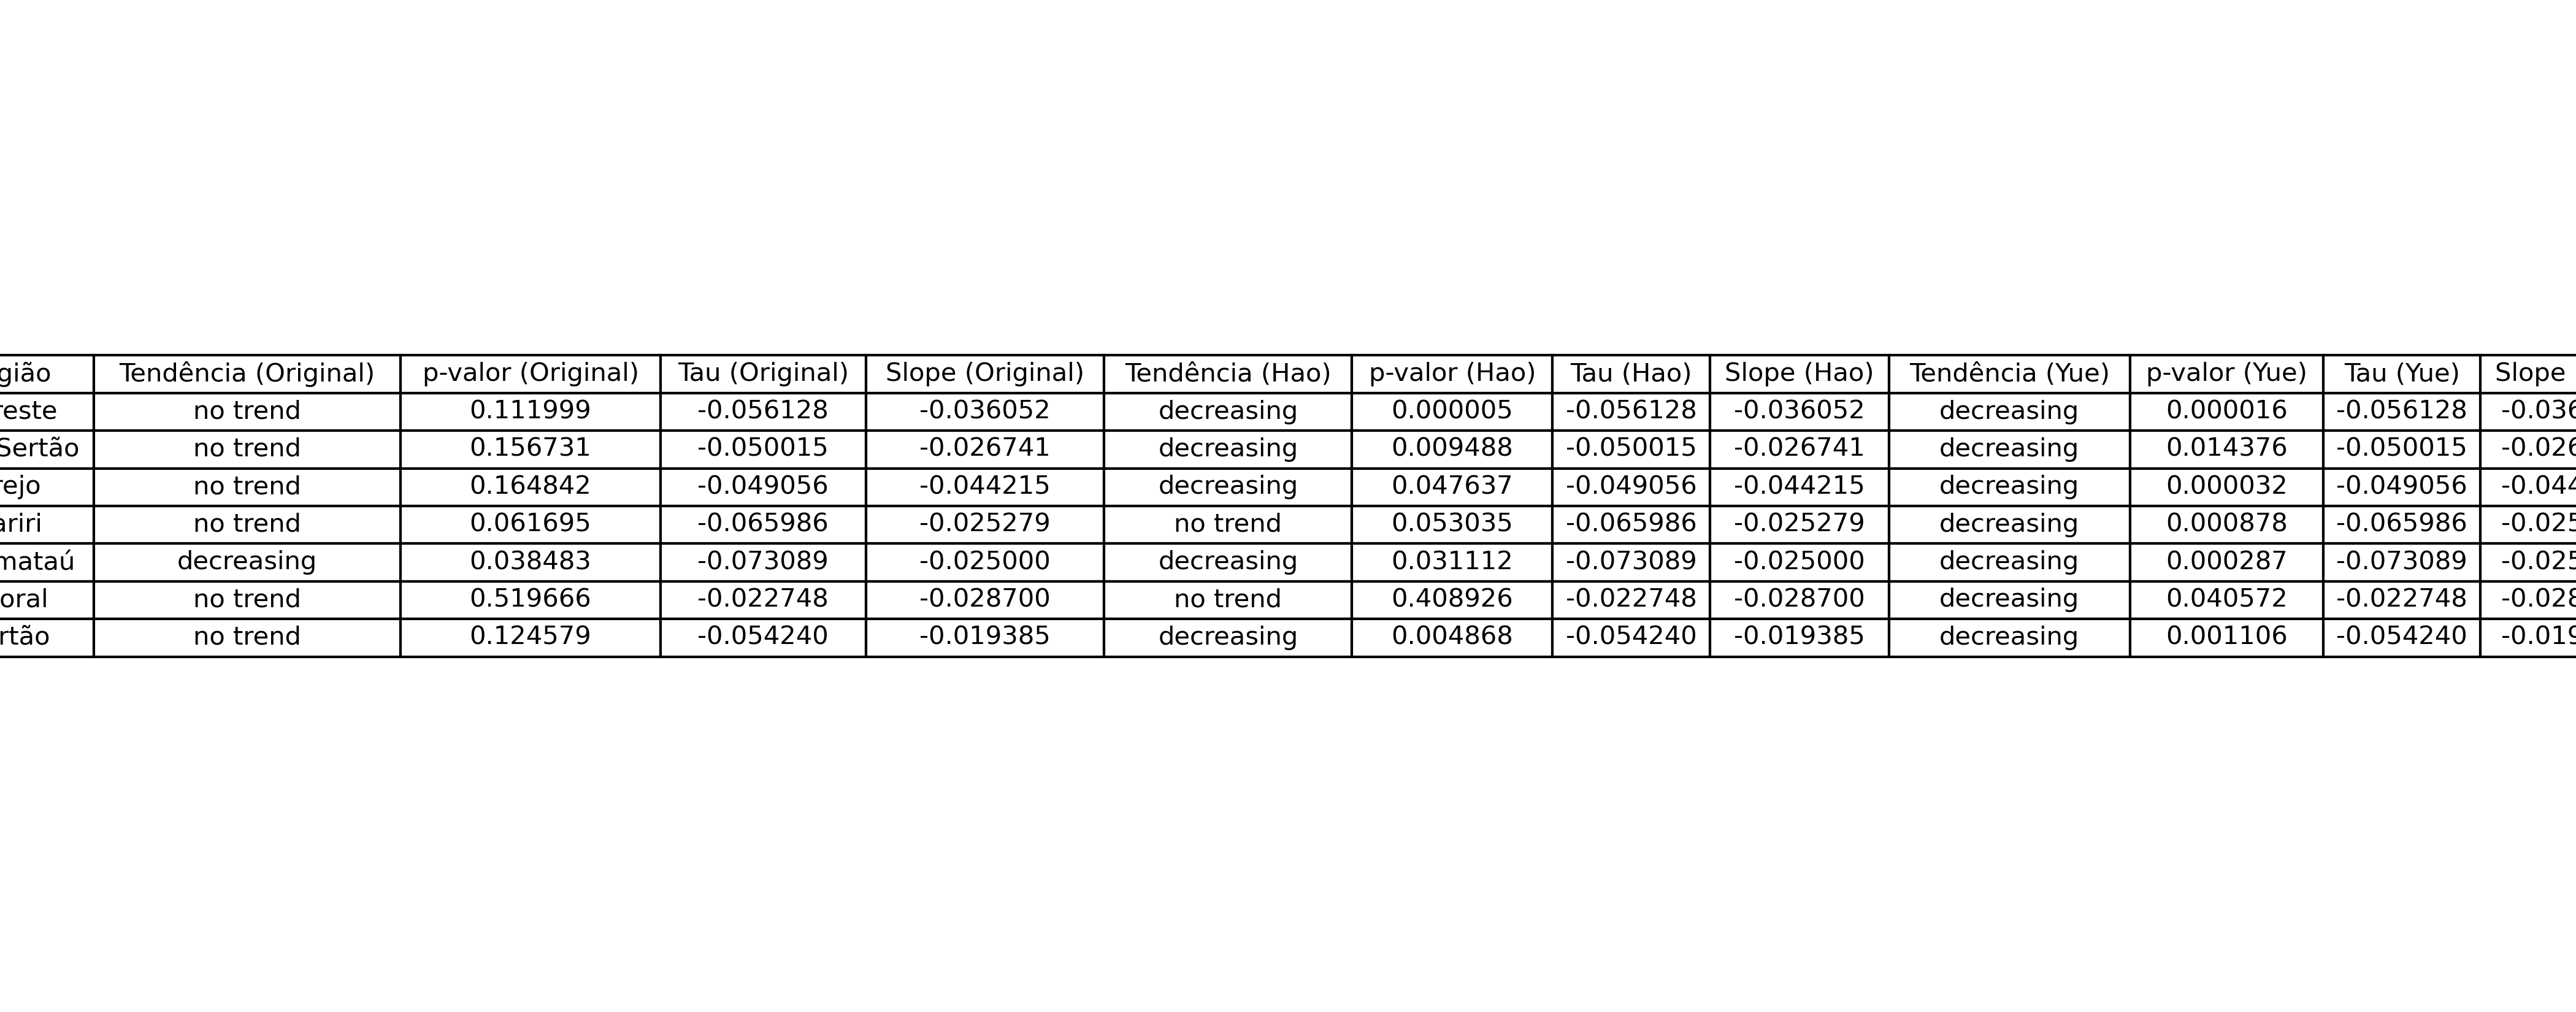 gião Tendência (Original) p-valor (Original) Tau (Original) Slope (Original) Tendência (Hao) p-valor (Hao) Tau (Hao) Slope (Hao) Tendência (Yue) p-valor (Yue) Tau (Yue) Slope
reste no trend 0.111999 -0.056128 -0.036052 decreasing 0.000005 -0.056128 -0.036052 decreasing 0.000016 -0.056128 -0.036
Sertão no trend 0.156731 -0.050015 -0.026741 decreasing 0.009488 -0.050015 -0.026741 decreasing 0.014376 -0.050015 -0.026
rejo no trend 0.164842 -0.049056 -0.044215 decreasing 0.047637 -0.049056 -0.044215 decreasing 0.000032 -0.049056 -0.044
ariri no trend 0.061695 -0.065986 -0.025279 no trend 0.053035 -0.065986 -0.025279 decreasing 0.000878 -0.065986 -0.025
mataú decreasing 0.038483 -0.073089 -0.025000 decreasing 0.031112 -0.073089 -0.025000 decreasing 0.000287 -0.073089 -0.025
oral no trend 0.519666 -0.022748 -0.028700 no trend 0.408926 -0.022748 -0.028700 decreasing 0.040572 -0.022748 -0.028
rtão no trend 0.124579 -0.054240 -0.019385 decreasing 0.004868 -0.054240 -0.019385 decreasing 0.001106 -0.054240 -0.019